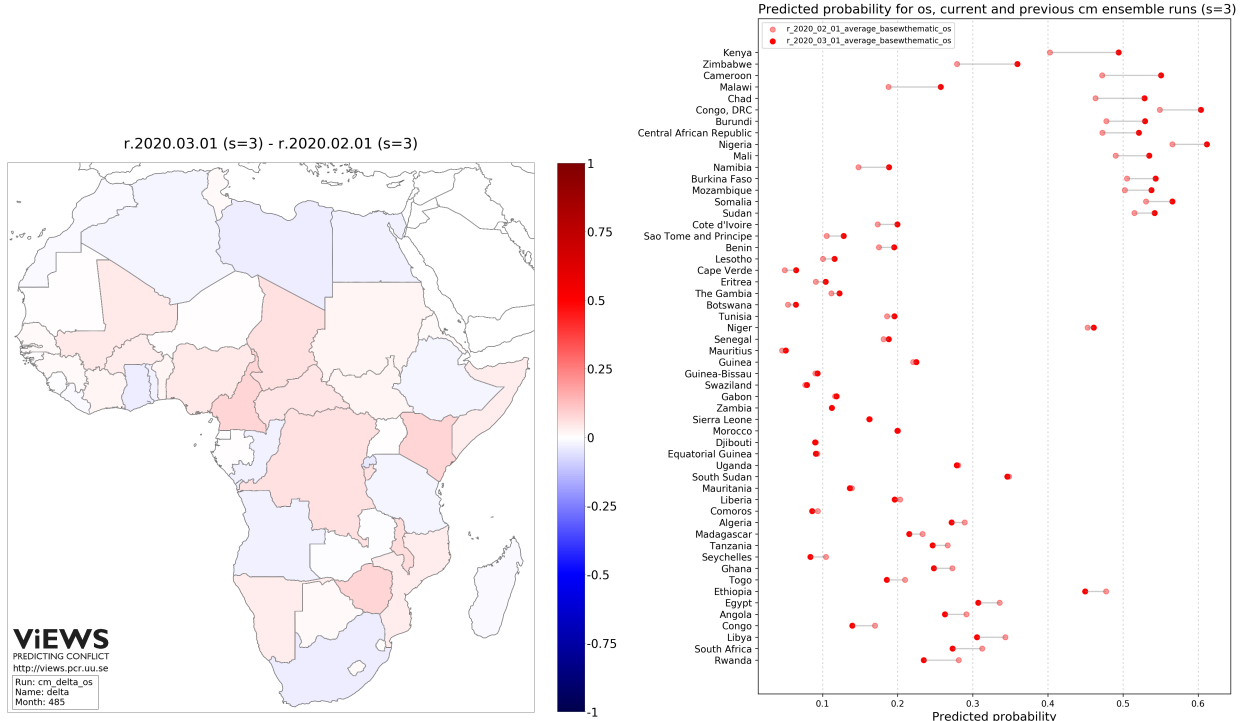 r.2020.03.01 (s=3) - r.2020.02.01 (s=3)
1
0.75
0.5
0.25
0
-0.25
-0.5
-0.75
-1
ViEWS
PREDICTING CONFLICT
http://views.pcr.uu.se
Run: cm_delta_os
Name: delta
Month: 485
Predicted probability for os, current and previous cm ensemble runs (s=3)
r_2020_02_01_average_basewthematic_os
r_2020_03_01_average_basewthematic_os
Kenya
Zimbabwe
Cameroon
Malawi
Chad
Congo, DRC
Burundi
Central African Republic
Nigeria
Mali
Namibia
Burkina Faso
Mozambique
Somalia
Sudan
Cote d'Ivoire
Sao Tome and Principe
Benin
Lesotho
Cape Verde
Eritrea
The Gambia
Botswana
Tunisia
Niger
Senegal
Mauritius
Guinea
Guinea-Bissau
Swaziland
Gabon
Zambia
Sierra Leone
Morocco
Djibouti
Equatorial Guinea
Uganda
South Sudan
Mauritania
Liberia
Comoros
Algeria
Madagascar
Tanzania
Seychelles
Ghana
Togo
Ethiopia
Egypt
Angola
Congo
Libya
South Africa
Rwanda
0.1 0.2 0.3 0.4 0.5 0.6
Predicted probability